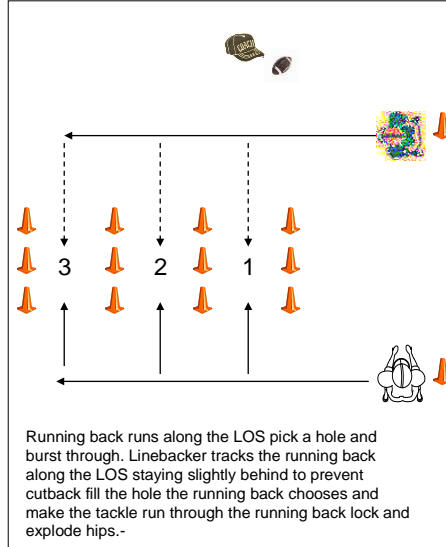 COACH
3
2
1
Running back runs along the LOS pick a hole and
burst through. Linebacker tracks the running back
along the LOS staying slightly behind to prevent
cutback fill the hole the running back chooses and
make the tackle run through the running back lock and
explode hips.-